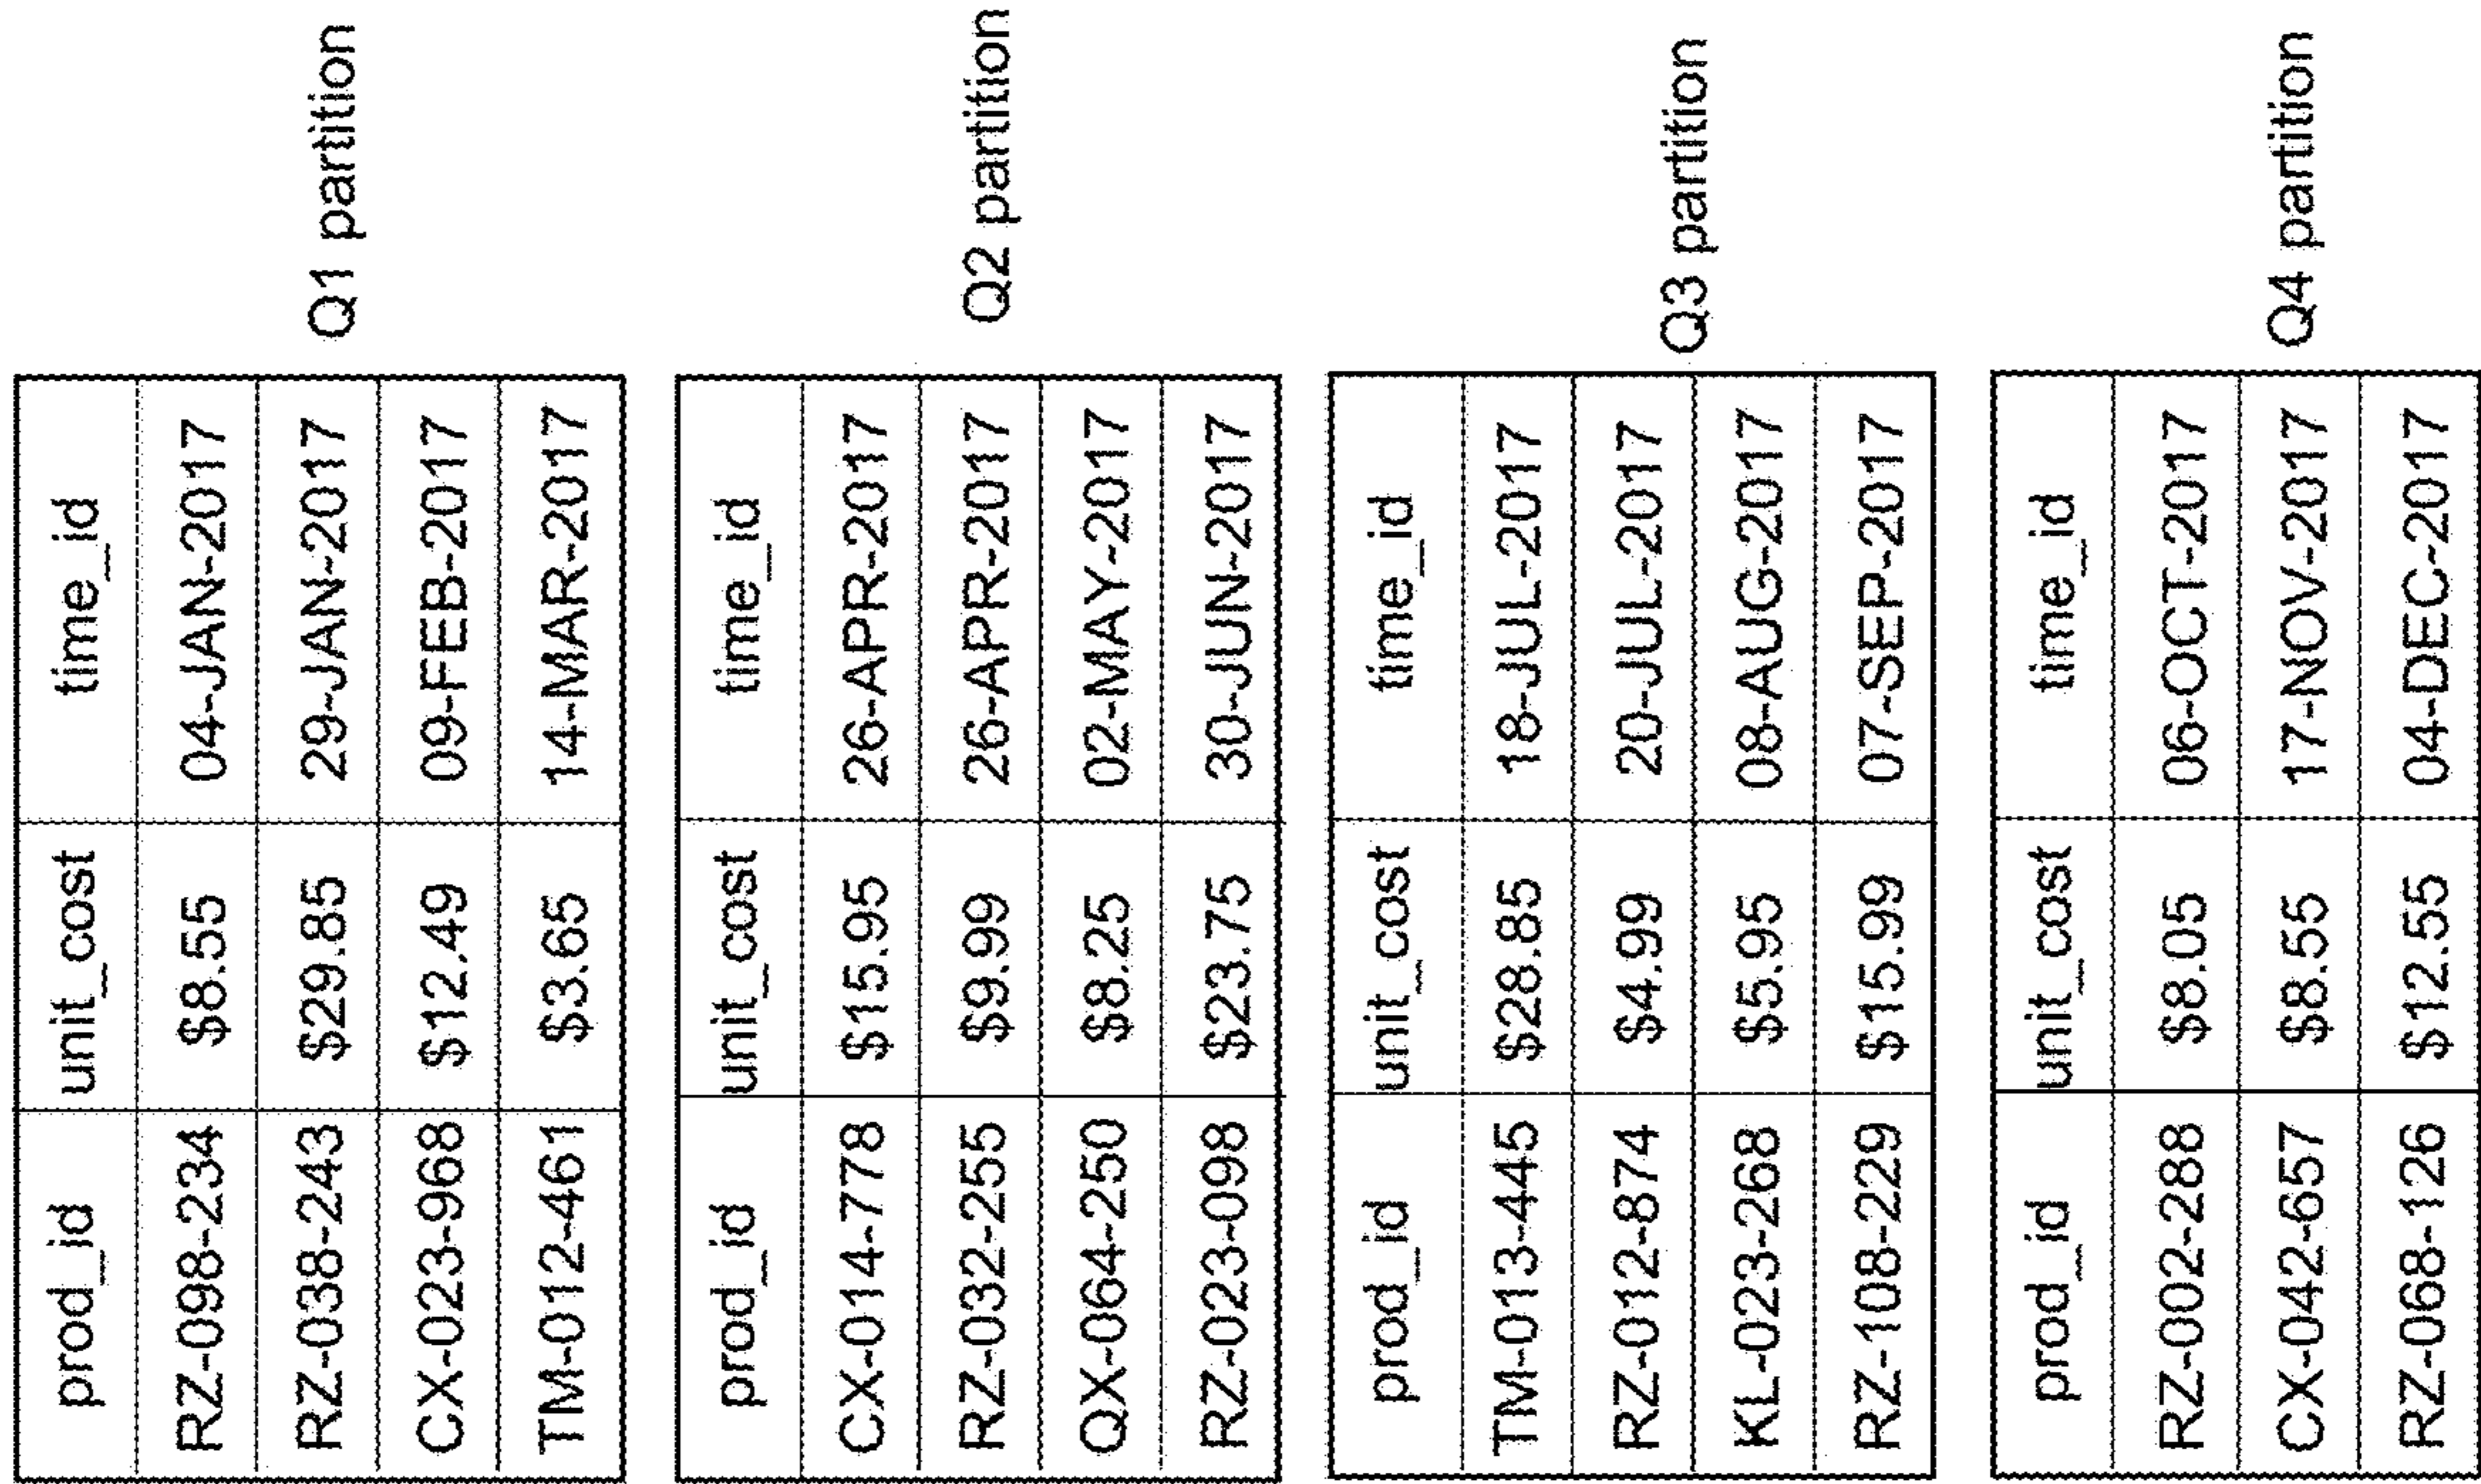 prod_id unit_cost time_id
RZ-098-234 $8.55 04-JAN-2017
RZ-038-243 $29.85 29-JAN-2017
CX-023-968 $12.49 09-FEB-2017
TM-012-461 $3.65 14-MAR-2017
Q1 partition
prod_id unit_cost time_id
CX-014-778 $15.95 26-APR-2017
RZ-032-255 $9.99 26-APR-2017
QX-064-250 $8.25 02-MAY-2017
RZ-023-098 $23.75 30-JUN-2017
Q2 partition
prod_id unit_cost time_id
TM-013-445 $28.85 18-JUL-2017
RZ-012-874 $4.99 20-JUL-2017
KL-023-268 $5.95 08-AUG-2017
RZ-108-229 $15.99 07-SEP-2017
Q3 partition
prod_id unit_cost time_id
RZ-002-288 $8.05 06-OCT-2017
CX-042-657 $8.55 17-NOV-2017
RZ-068-126 $12.55 04-DEC-2017
Q4 partition